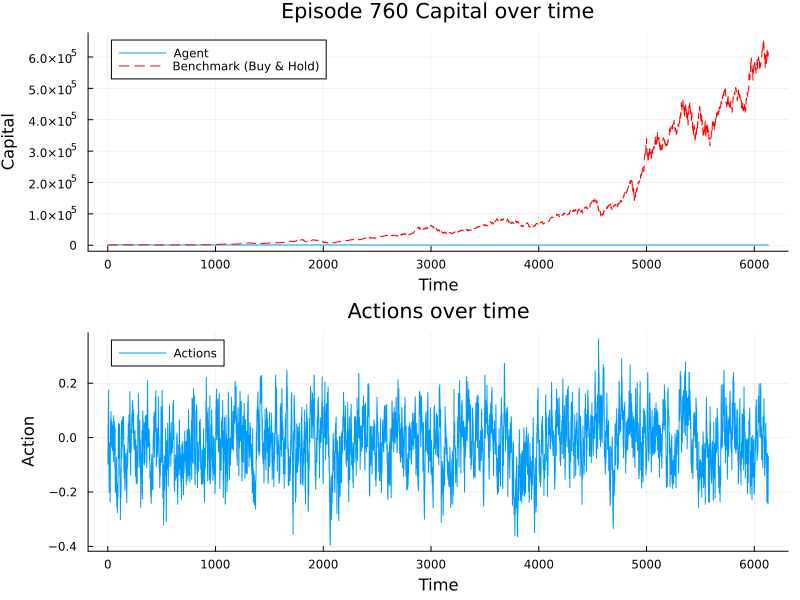 Episode 760 Capital over time
Agent
Benchmark (Buy & Hold)
Capital
6.0×10⁵
5.0×10⁵
4.0×10⁵
3.0×10⁵
2.0×10⁵
1.0×10⁵
0
0 1000 2000 3000 4000 5000 6000
Time
Actions over time
Actions
Action
0.2
0.0
−0.2
−0.4
0 1000 2000 3000 4000 5000 6000
Time